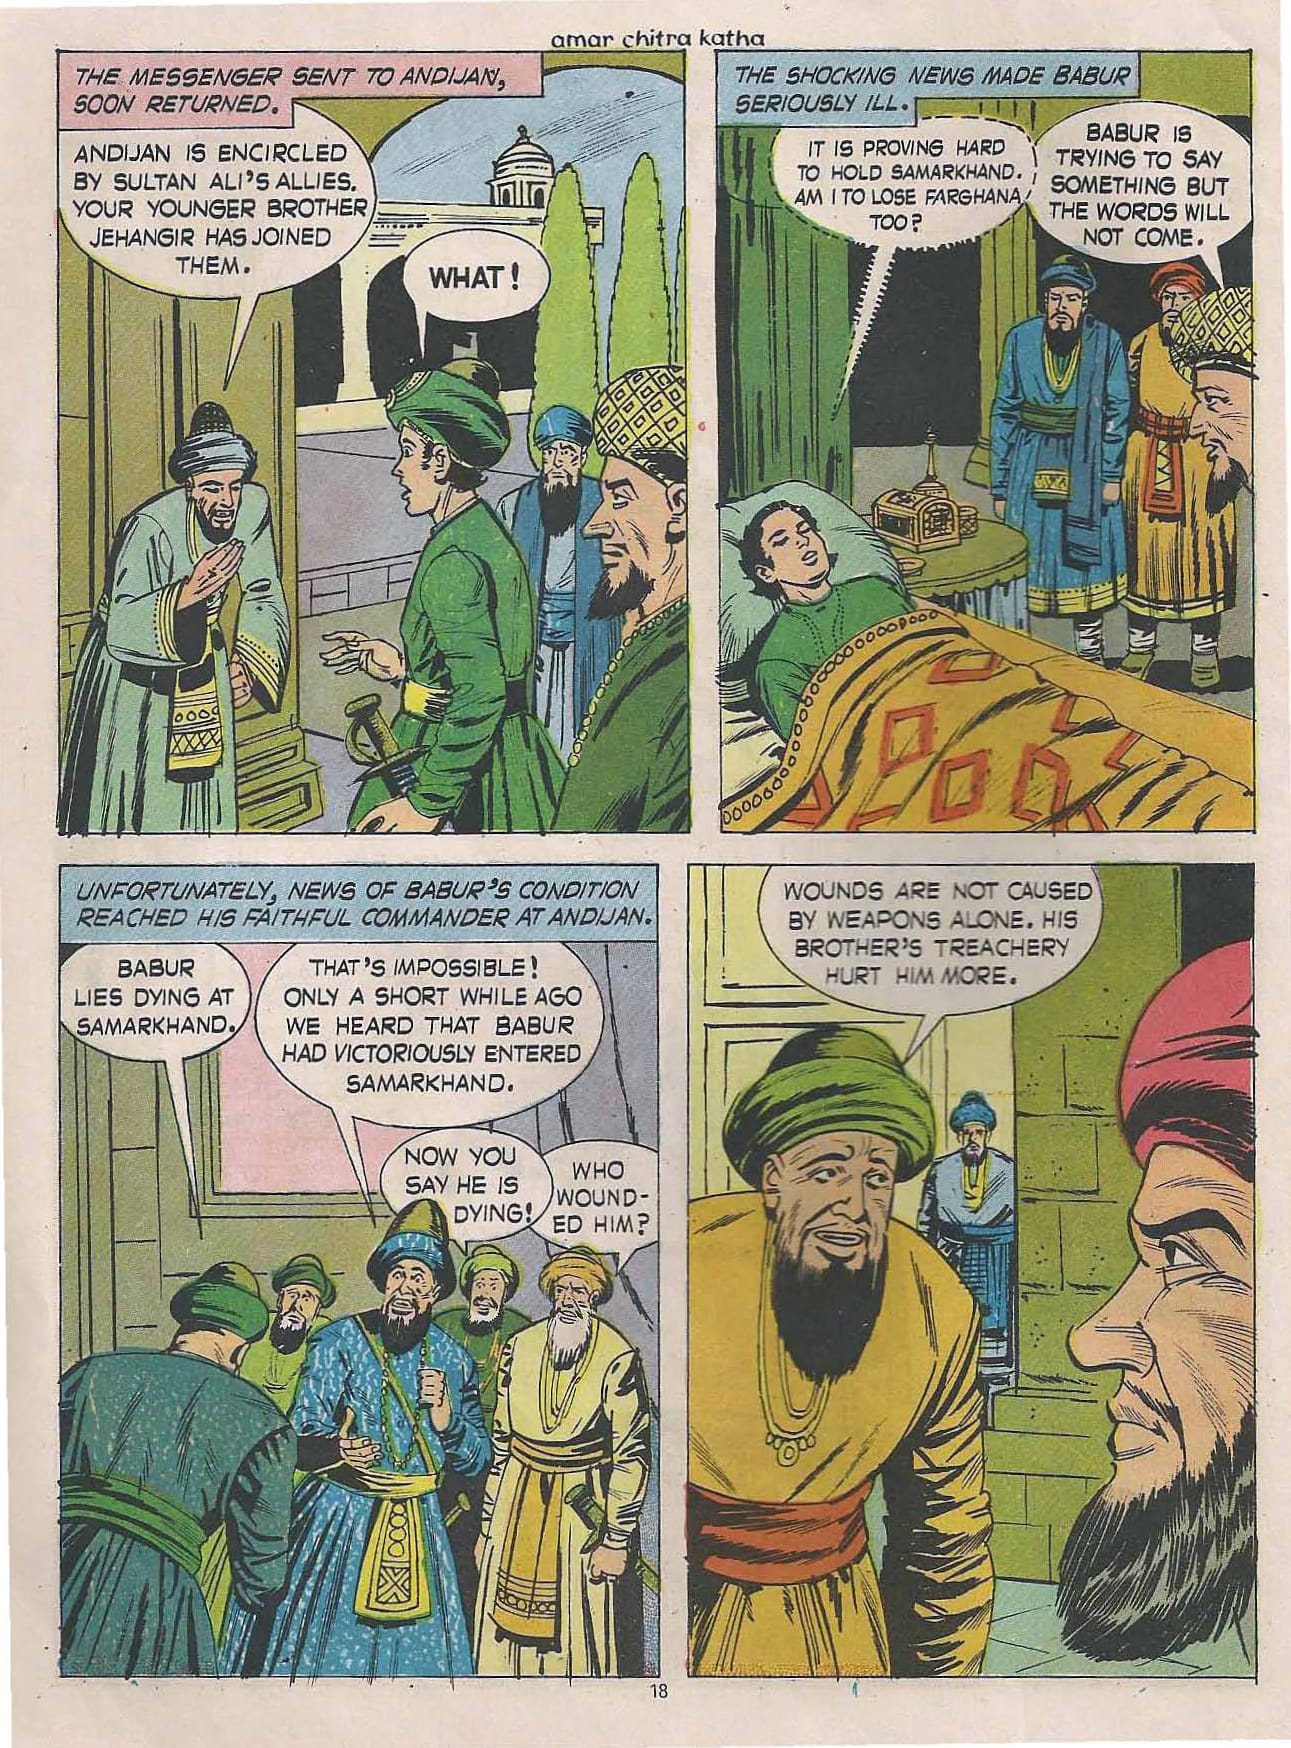 amar chitra katha
THE MESSENGER SENT TO ANDIJAN,
SOON RETURNED.
ANDIJAN IS ENCIRCLED
BY SULTAN ALI'S ALLIES.
YOUR YOUNGER BROTHER
JEHANGIR HAS JOINED
THEM.
WHAT!
THE SHOCKING NEWS MADE BABUR
SERIOUSLY ILL.
IT IS PROVING HARD
TO HOLD SAMARKHAND.
AM I TO LOSE FARGHANA
TOO?
BABUR IS
TRYING TO SAY
SOMETHING BUT
THE WORDS WILL
NOT COME.
UNFORTUNATELY, NEWS OF BABUR'S CONDITION
REACHED HIS FAITHFUL COMMANDER AT ANDIJAN.
BABUR
LIES DYING AT
SAMARKHAND.
THAT'S IMPOSSIBLE!
ONLY A SHORT WHILE AGO
WE HEARD THAT BABUR
HAD VICTORIOUSLY ENTERED
SAMARKHAND.
NOW YOU
SAY HE IS
DYING!
WHO
WOUND-
ED HIM?
WOUNDS ARE NOT CAUSED
BY WEAPONS ALONE. HIS
BROTHER'S TREACHERY
HURT HIM MORE.
18